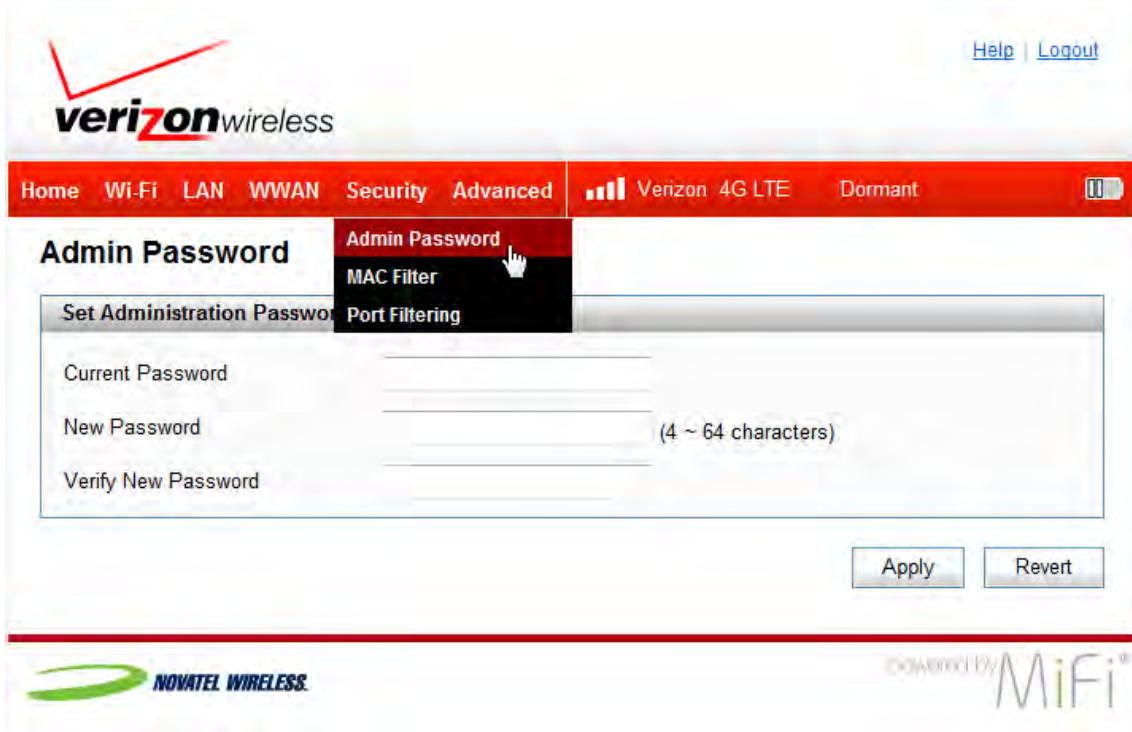 Help | Logout
verizonwireless
Home Wi-Fi LAN WWAN Security Advanced Verizon 4G LTE Dormant
Admin Password
Admin Password
MAC Filter
Port Filtering
Set Administration Passwo
Current Password
New Password
(4 ~ 64 characters)
Verify New Password
Apply Revert
NOVATEL WIRELESS.
powered by MiFi®